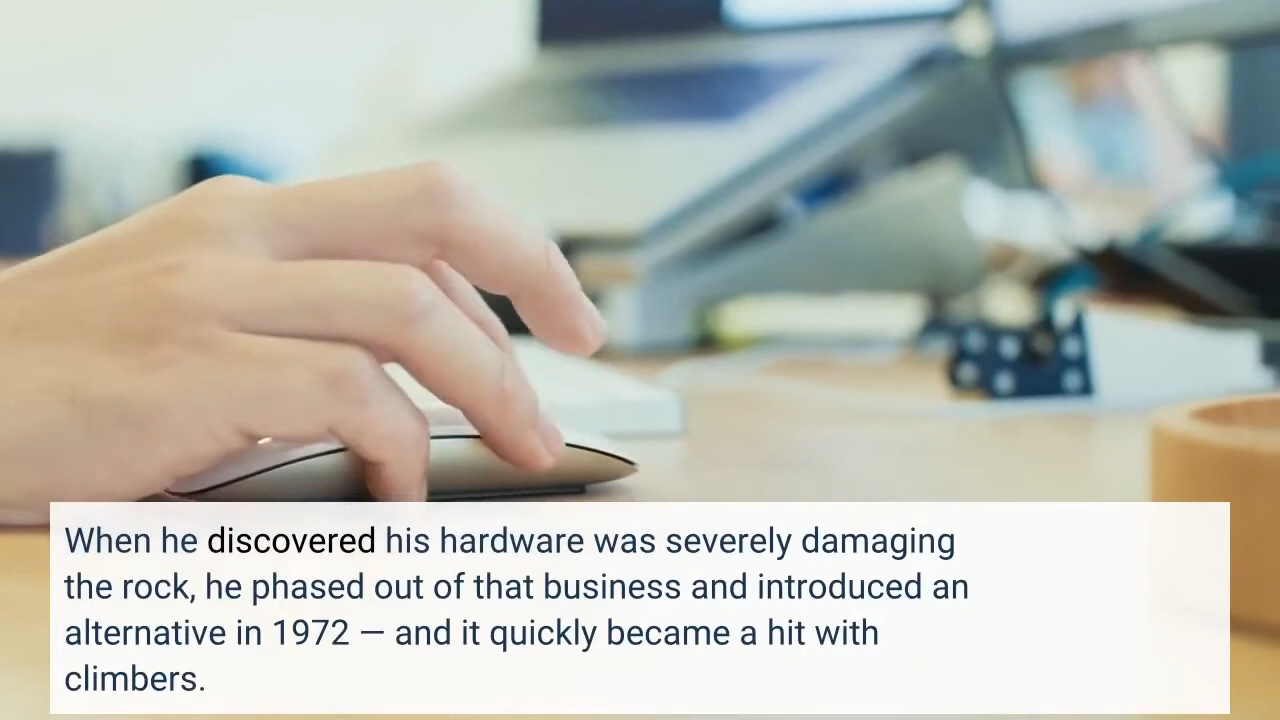 When he discovered his hardware was severely damaging
the rock, he phased out of that business and introduced an
alternative in 1972 — and it quickly became a hit with
climbers.